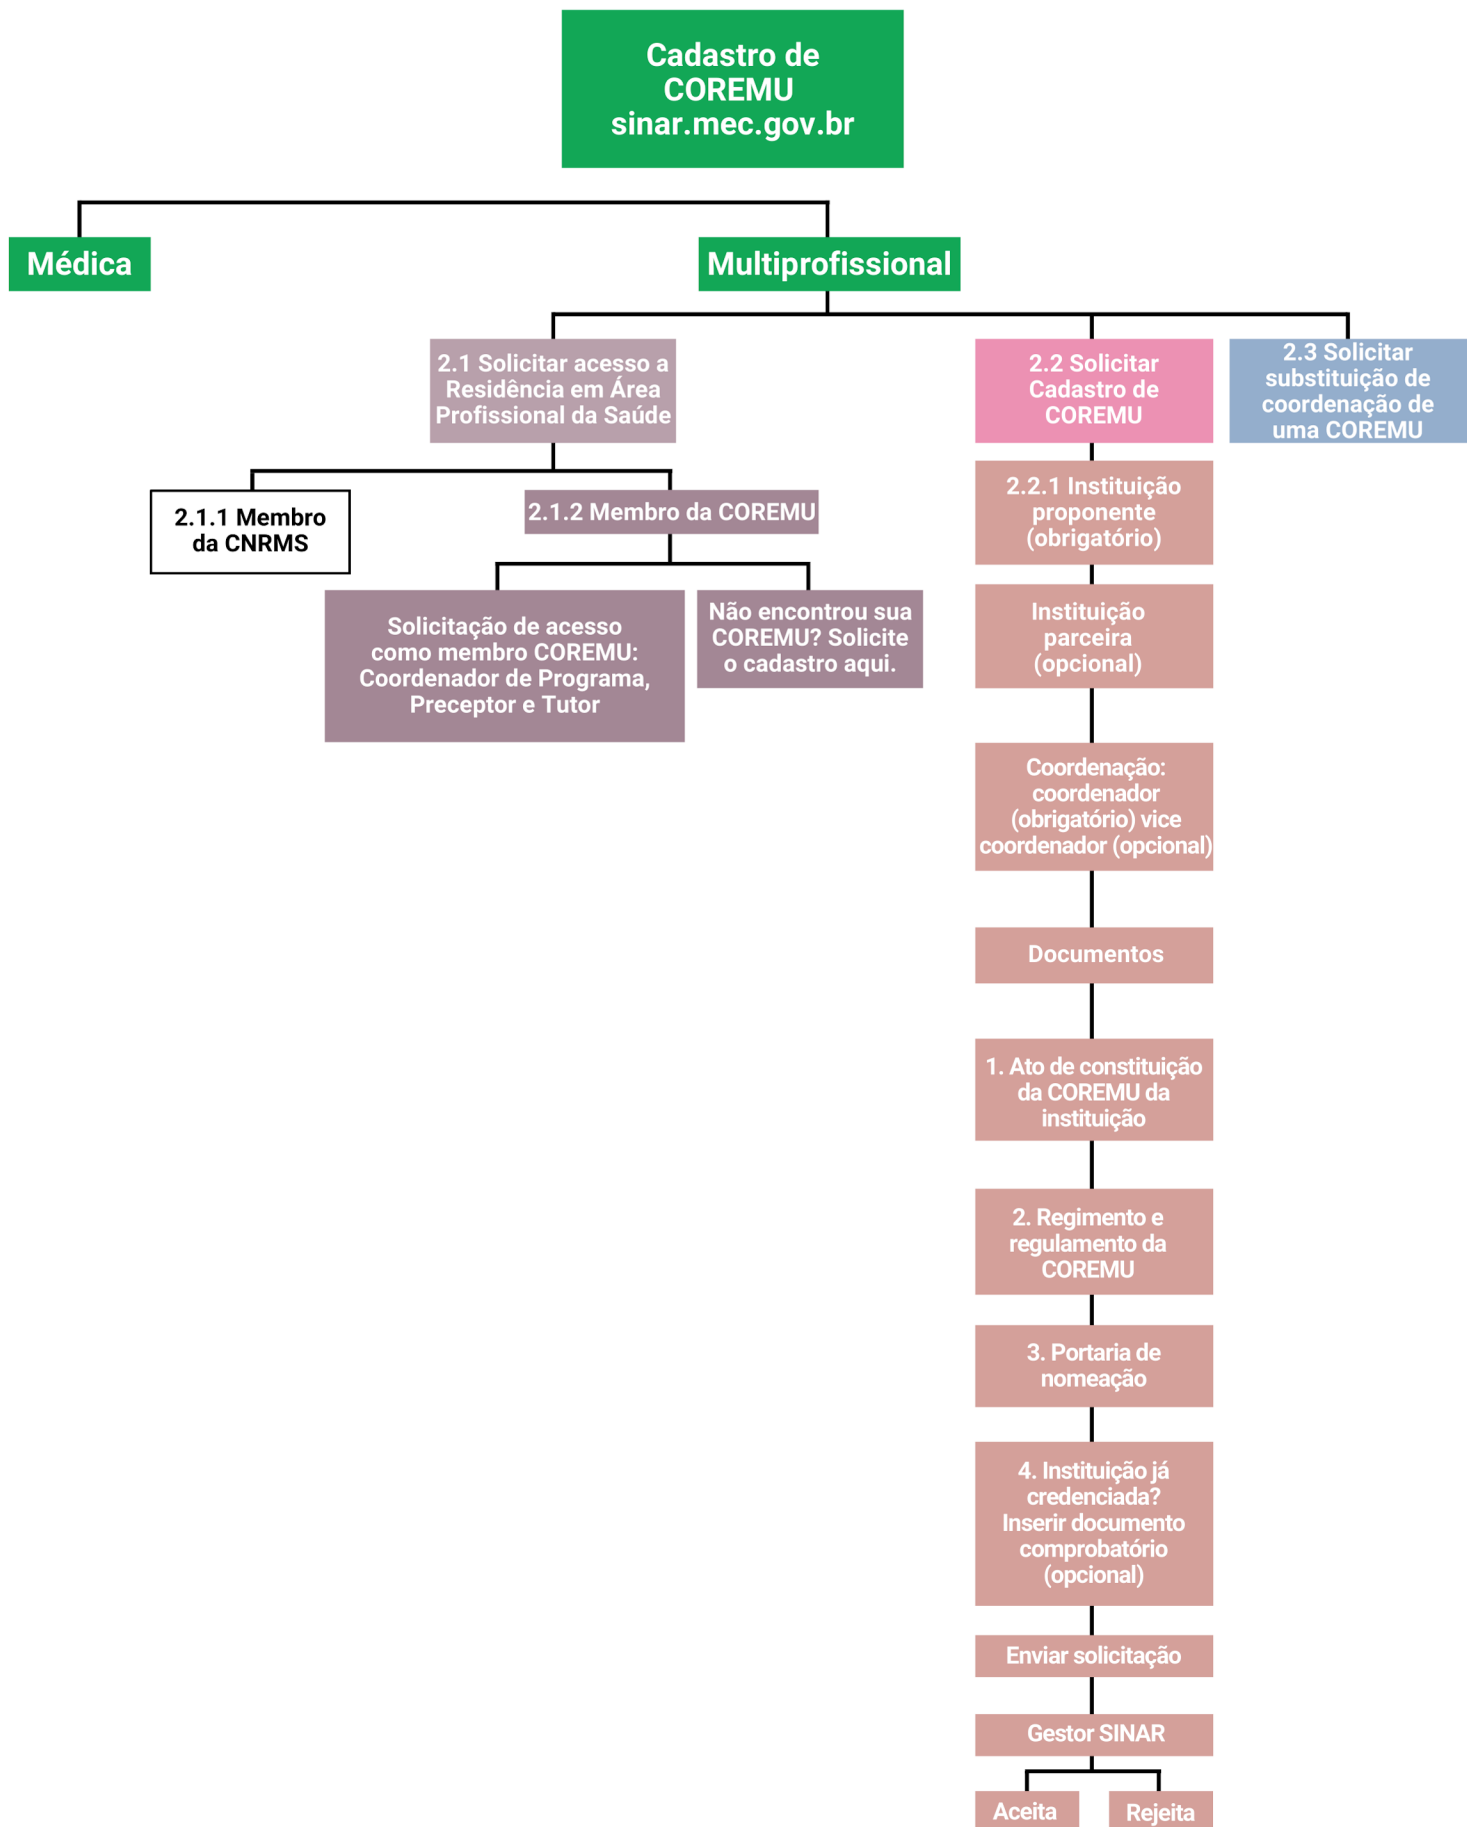 Cadastro de
COREMU
sinar.mec.gov.br
Médica
Multiprofissional
2.1 Solicitar acesso a
Residência em Área
Profissional da Saúde
2.2 Solicitar
Cadastro de
COREMU
2.3 Solicitar
substituição de
coordenação de
uma COREMU
2.1.1 Membro
da CNRMS
2.1.2 Membro da COREMU
Solicitação de acesso
como membro COREMU:
Coordenador de Programa,
Preceptor e Tutor
Não encontrou sua
COREMU? Solicite
o cadastro aqui.
2.2.1 Instituição
proponente
(obrigatório)
Instituição
parceira
(opcional)
Coordenação:
coordenador
(obrigatório) vice
coordenador (opcional)
Documentos
1. Ato de constituição
da COREMU da
instituição
2. Regimento e
regulamento da
COREMU
3. Portaria de
nomeação
4. Instituição já
credenciada?
Inserir documento
comprobatório
(opcional)
Enviar solicitação
Gestor SINAR
Aceita
Rejeita